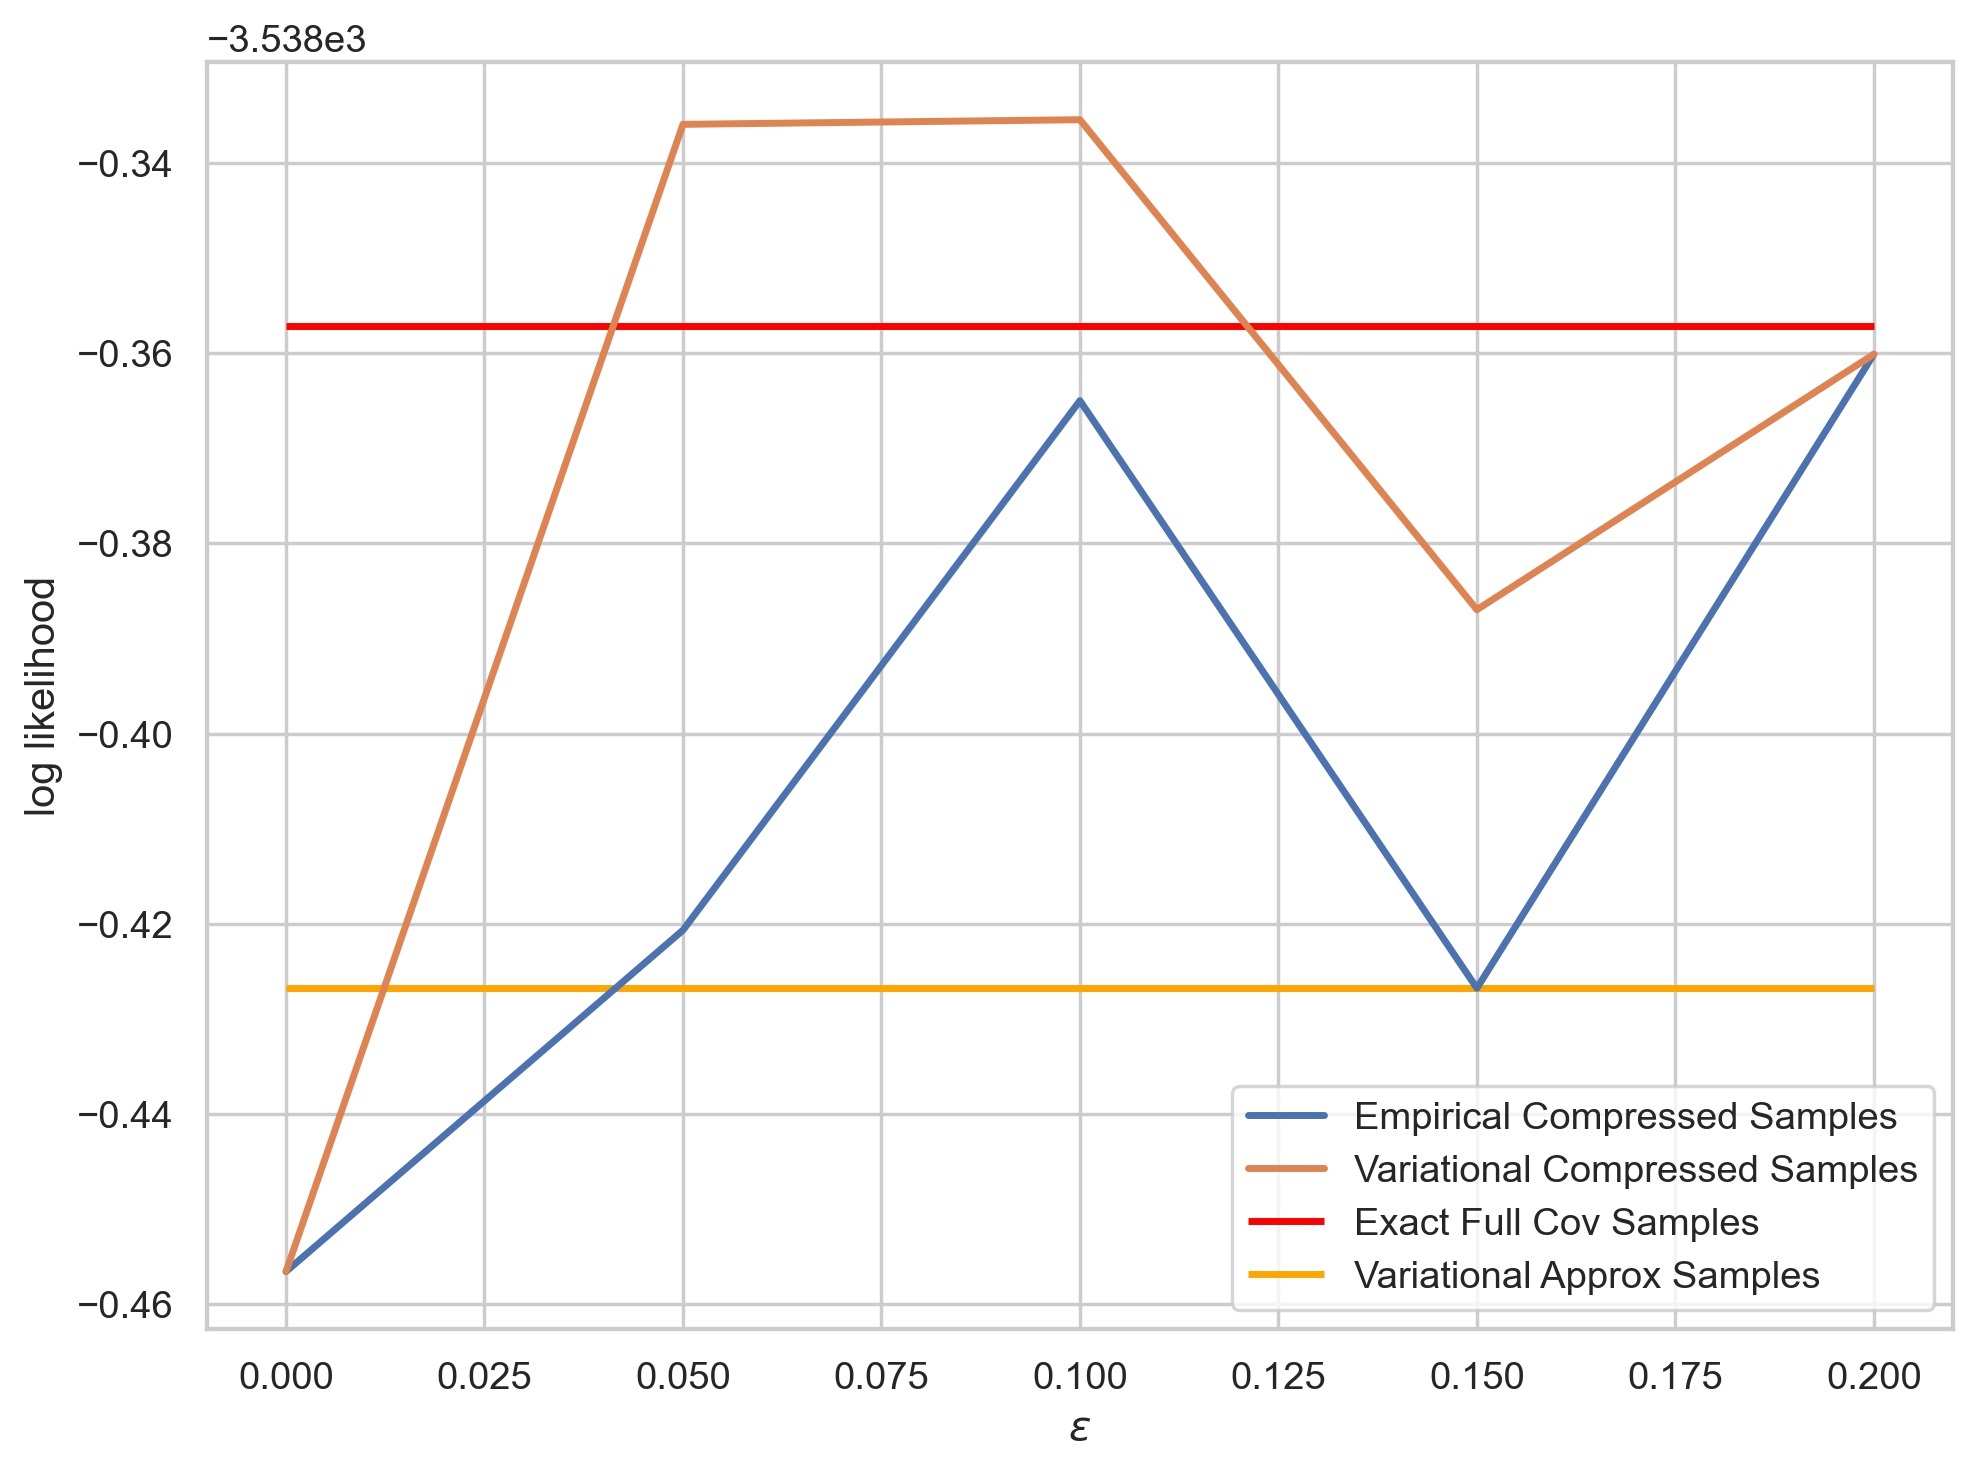 −3.538e3
−0.34
−0.36
−0.38
−0.40
−0.42
−0.44
−0.46
log likelihood
0.000 0.025 0.050 0.075 0.100 0.125 0.150 0.175 0.200
ε
Empirical Compressed Samples
Variational Compressed Samples
Exact Full Cov Samples
Variational Approx Samples